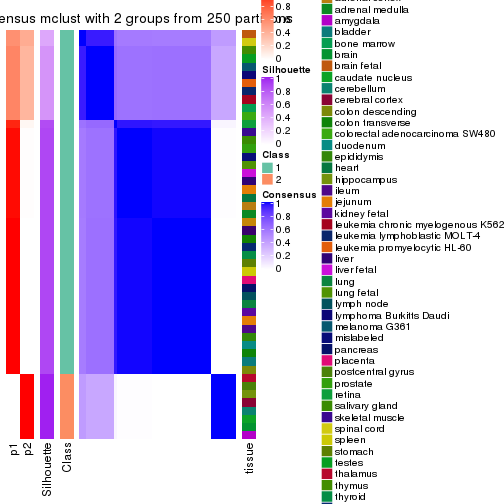 ensus mclust with 2 groups from 250 partitions
p1
p2
Silhouette
Class
tissue
0.8
0.6
0.4
0.2
0
Silhouette
1
0.8
0.6
0.4
0.2
0
Class
1
2
Consensus
1
0.8
0.6
0.4
0.2
0
adrenal medulla
amygdala
bladder
bone marrow
brain
brain fetal
caudate nucleus
cerebellum
cerebral cortex
colon descending
colon transverse
colorectal adenocarcinoma SW480
duodenum
epididymis
heart
hippocampus
ileum
jejunum
kidney fetal
leukemia chronic myelogenous K562
leukemia lymphoblastic MOLT-4
leukemia promyelocytic HL-60
liver
liver fetal
lung
lung fetal
lymph node
lymphoma Burkitts Daudi
melanoma G361
mislabeled
pancreas
placenta
postcentral gyrus
prostate
retina
salivary gland
skeletal muscle
spinal cord
spleen
stomach
testes
thalamus
thymus
thyroid